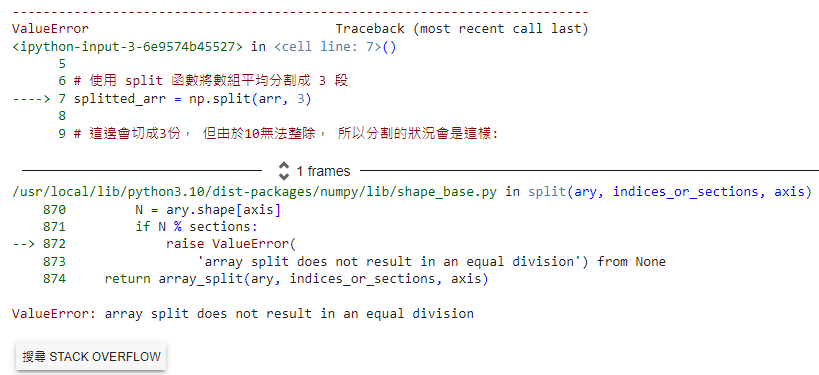 ---------------------------------------------------------------------------
ValueError                                Traceback (most recent call last)
<ipython-input-3-6e9574b45527> in <cell line: 7>()
      5
      6 # 使用 split 函數將數組平均分割成 3 段
----> 7 splitted_arr = np.split(arr, 3)
      8
      9 # 這邊會切成3份， 但由於10無法整除， 所以分割的狀況會是這樣:
1 frames
/usr/local/lib/python3.10/dist-packages/numpy/lib/shape_base.py in split(ary, indices_or_sections, axis)
    870         N = ary.shape[axis]
    871         if N % sections:
--> 872             raise ValueError(
    873                 'array split does not result in an equal division') from None
    874     return array_split(ary, indices_or_sections, axis)
ValueError: array split does not result in an equal division
搜尋 STACK OVERFLOW